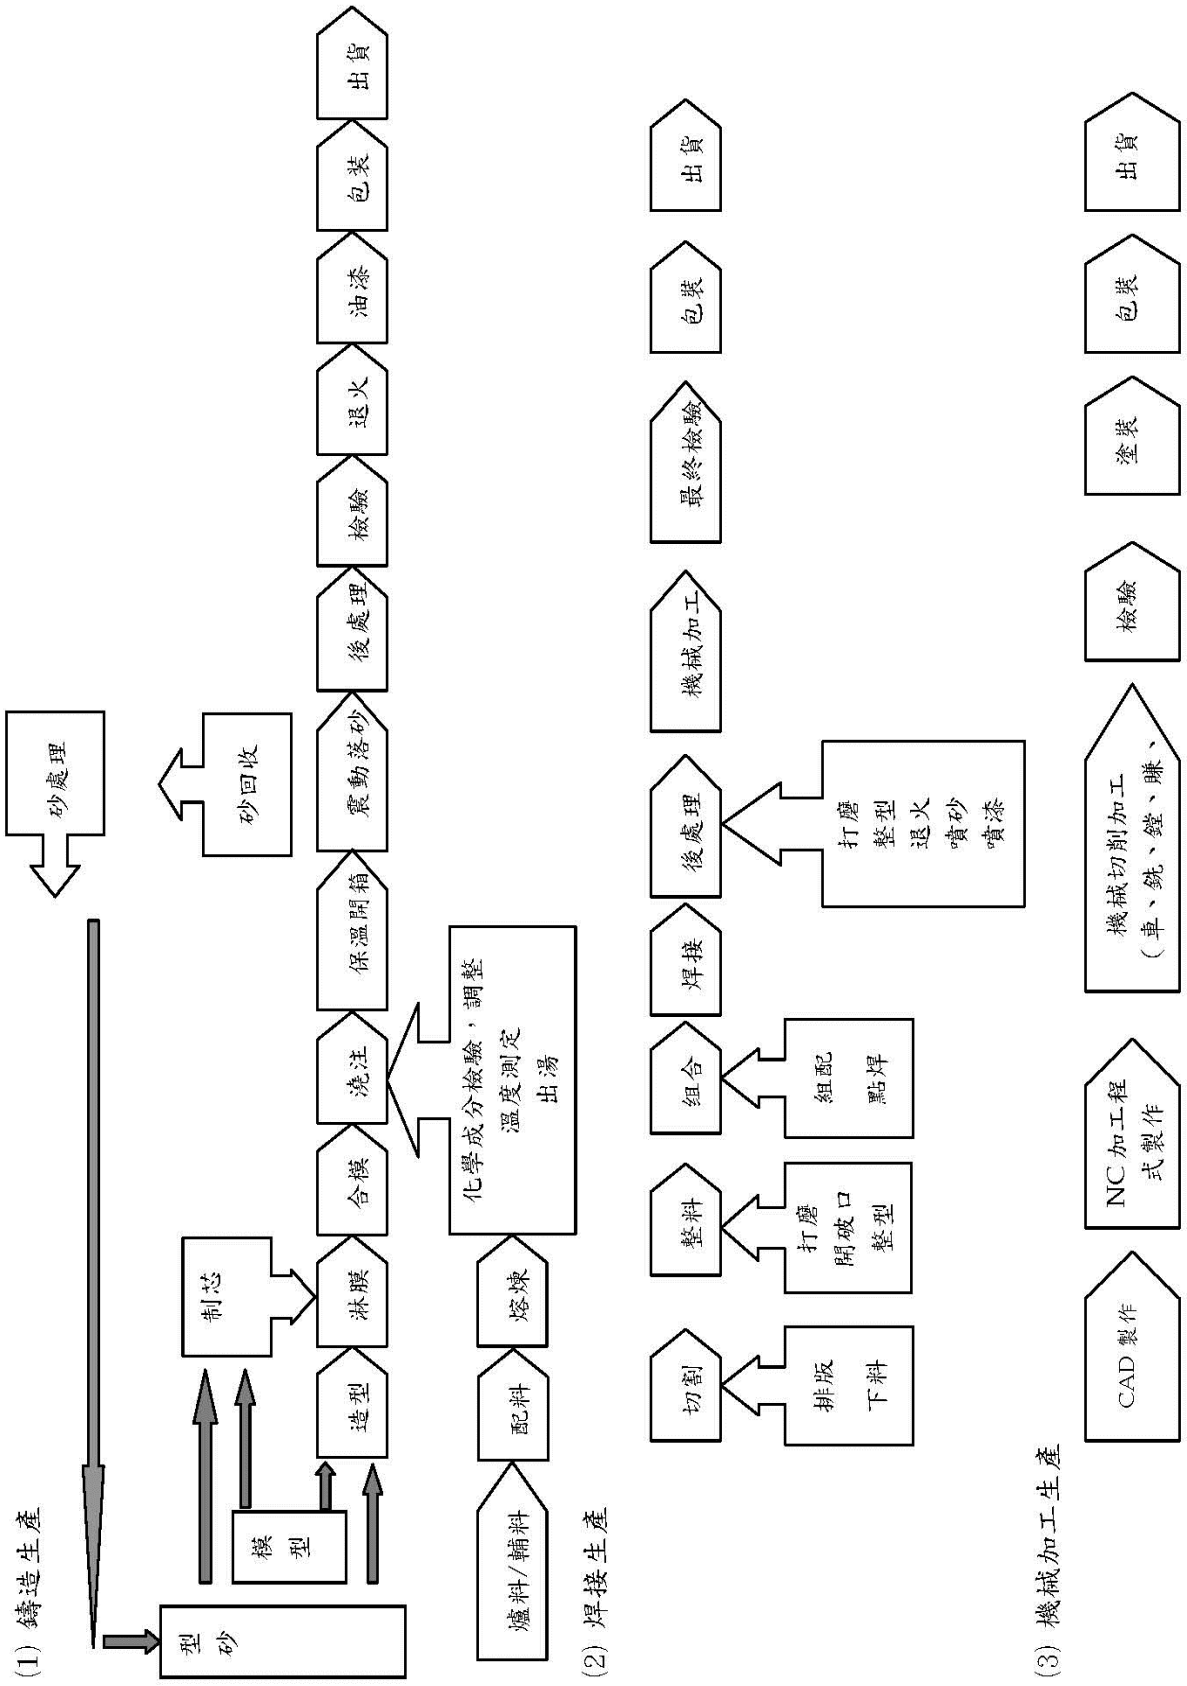 (1) 鑄造生產
砂處理
砂回收
型
砂
模
型
制芯
造型
淋膜
合模
澆注
保溫開箱
震動落砂
後處理
檢驗
退火
油漆
包装
出貨
爐料/輔料
配料
熔煉
化學成分檢驗，調整
溫度測定
出湯
(2) 焊接生產
切割
整料
组合
焊接
後處理
機械加工
最終檢驗
包裝
出貨
排版
下料
打磨
開破口
整型
組配
點焊
打磨
整型
退火
噴砂
噴漆
(3) 機械加工生產
CAD 製作
NC 加工程
式製作
機械切削加工
(車、銑、鏜、賺、
檢驗
塗裝
包裝
出貨